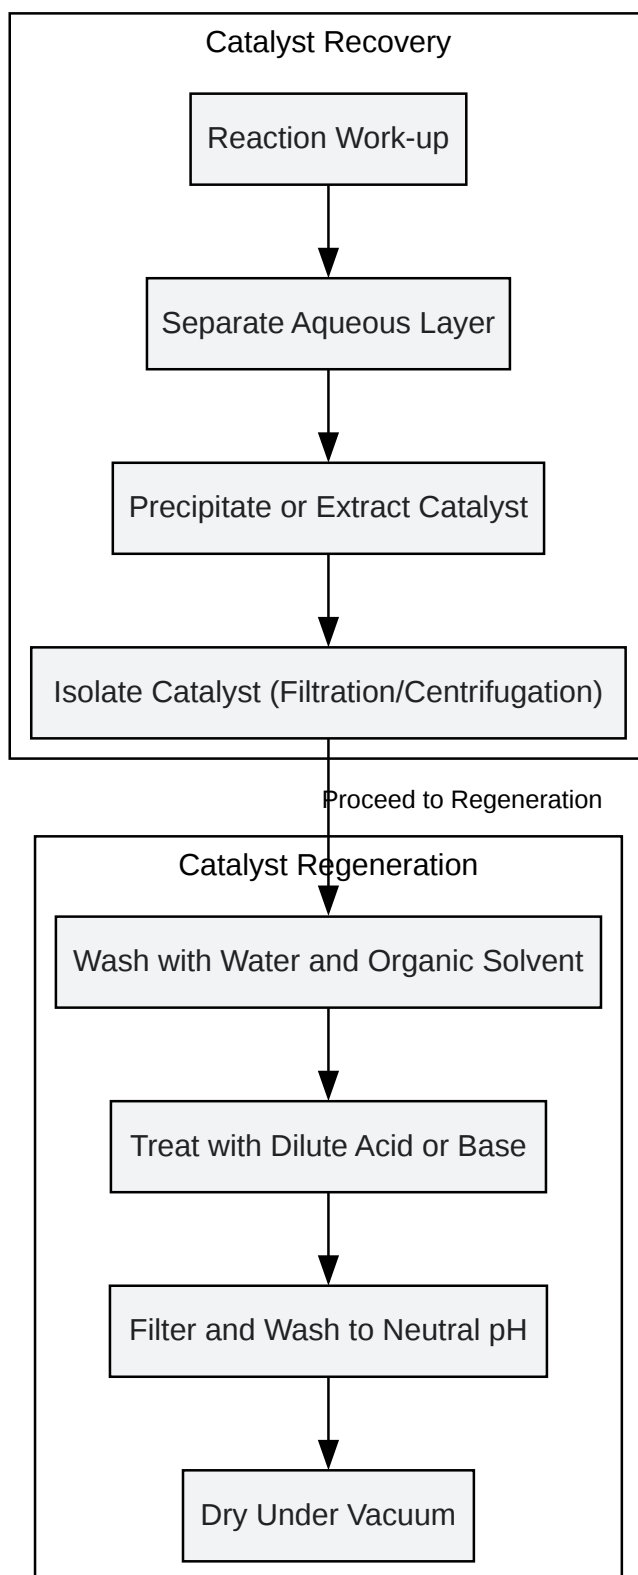 Catalyst Recovery
Reaction Work-up
Separate Aqueous Layer
Precipitate or Extract Catalyst
Isolate Catalyst (Filtration/Centrifugation)
Proceed to Regeneration
Catalyst Regeneration
Wash with Water and Organic Solvent
Treat with Dilute Acid or Base
Filter and Wash to Neutral pH
Dry Under Vacuum